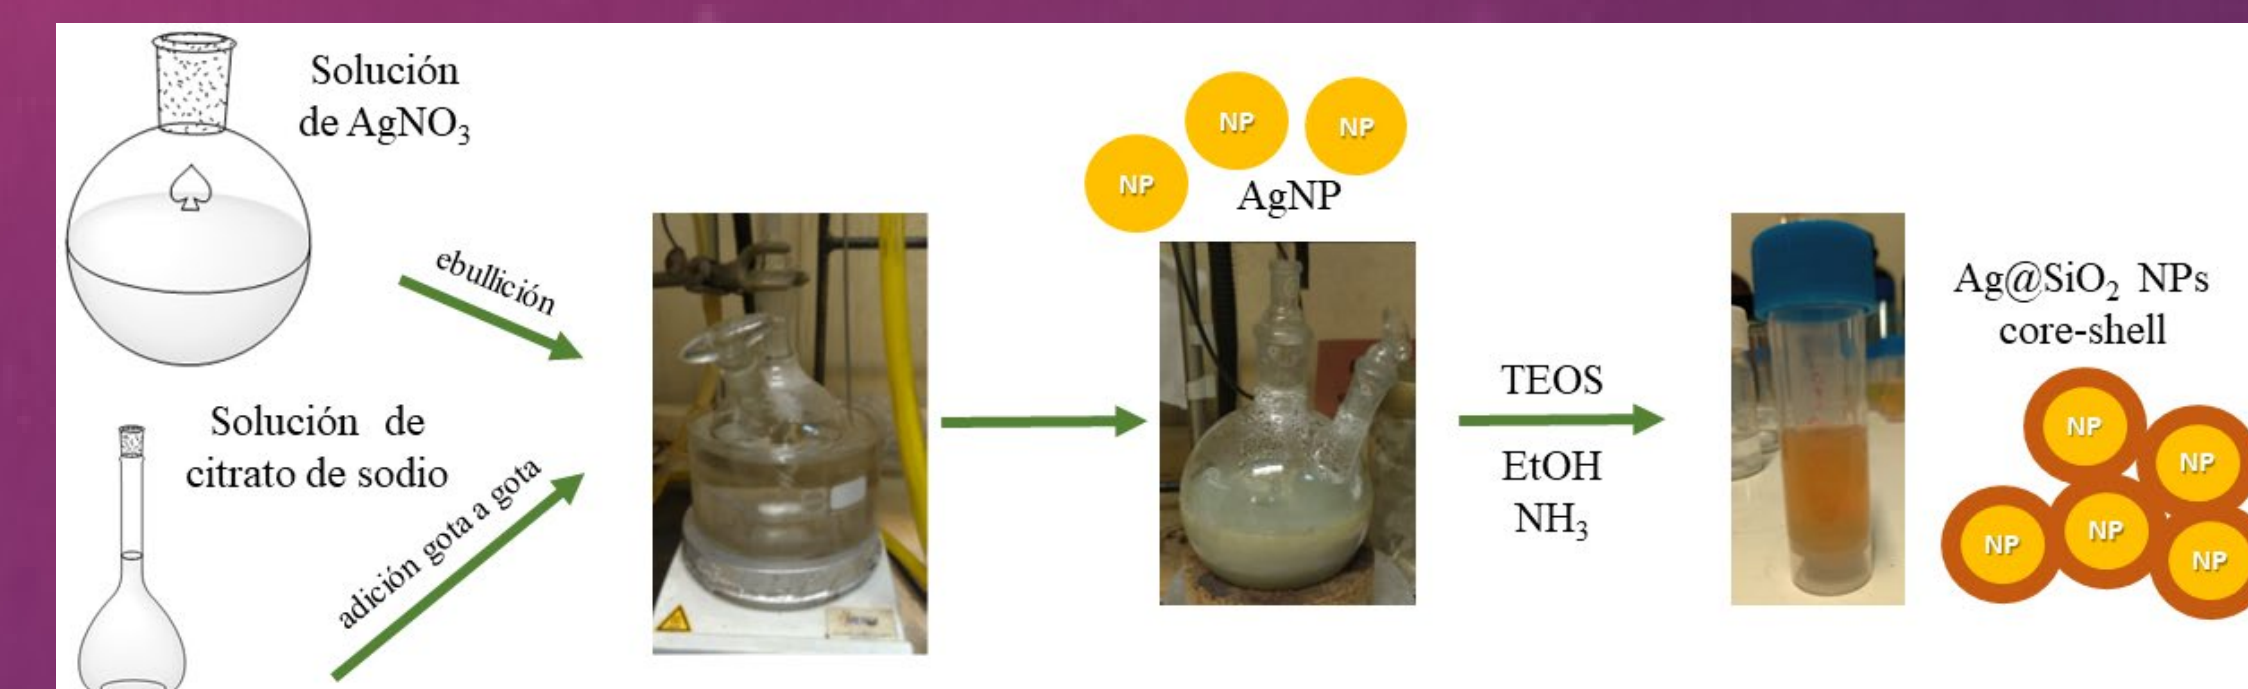 Solución
de AgNO₃
ebullición
Solución de
citrato de sodio
adición gota a gota
NP
NP
NP
AgNP
TEOS
EtOH
NH₃
Ag@SiO₂ NPs
core-shell
NP
NP
NP
NP
NP